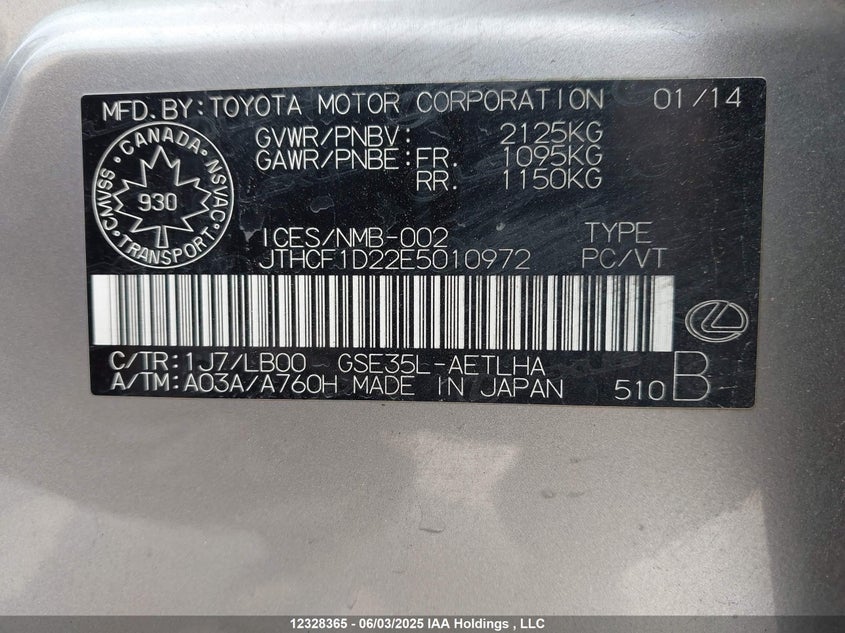 MFD. BY: TOYOTA MOTOR CORPORATION 01/14
GVWR/PNBV: 2125KG
GAWR/PNBE: FR. 1095KG
RR. 1150KG
CANADA
NSVAC
TRANSPORT
CMVSS
930
ICES/NMB-002 TYPE
JTHCF1D22E5010972 PC/VT
C/TR: 1J7/LB00 GSE35L-AETLHA
A/TM: A03A/A760H MADE IN JAPAN 510 B
12328365 - 06/03/2025 IAA Holdings , LLC